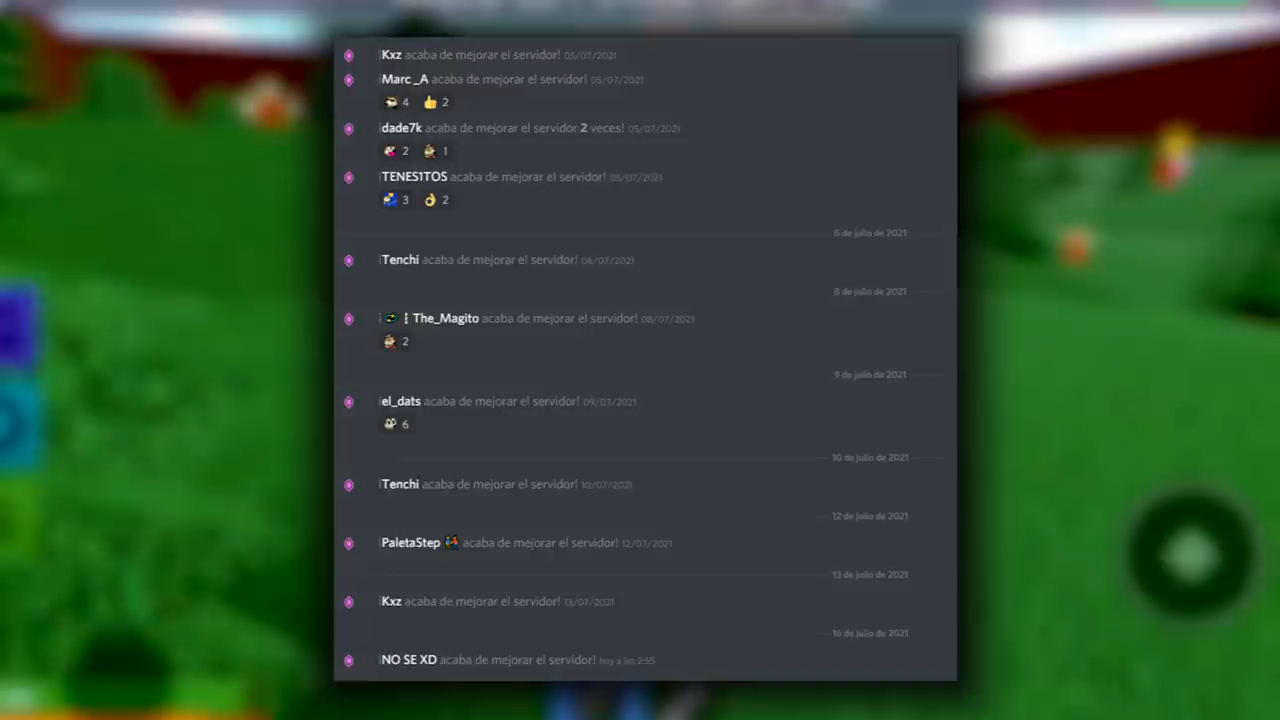 ¡Kxz acaba de mejorar el servidor! 05/07/2021
¡Marc _A acaba de mejorar el servidor! 05/07/2021
4 2
¡dade7k acaba de mejorar el servidor 2 veces! 05/07/2021
2 1
¡TENES1TOS acaba de mejorar el servidor! 05/07/2021
3 2
6 de julio de 2021
¡Tenchi acaba de mejorar el servidor! 06/07/2021
8 de julio de 2021
¡ ┇ The_Magito acaba de mejorar el servidor! 08/07/2021
2
9 de julio de 2021
¡el_dats acaba de mejorar el servidor! 09/07/2021
6
10 de julio de 2021
¡Tenchi acaba de mejorar el servidor! 10/07/2021
12 de julio de 2021
¡PaletaStep acaba de mejorar el servidor! 12/07/2021
13 de julio de 2021
¡Kxz acaba de mejorar el servidor! 13/07/2021
16 de julio de 2021
¡NO SE XD acaba de mejorar el servidor! hoy a las 2:55